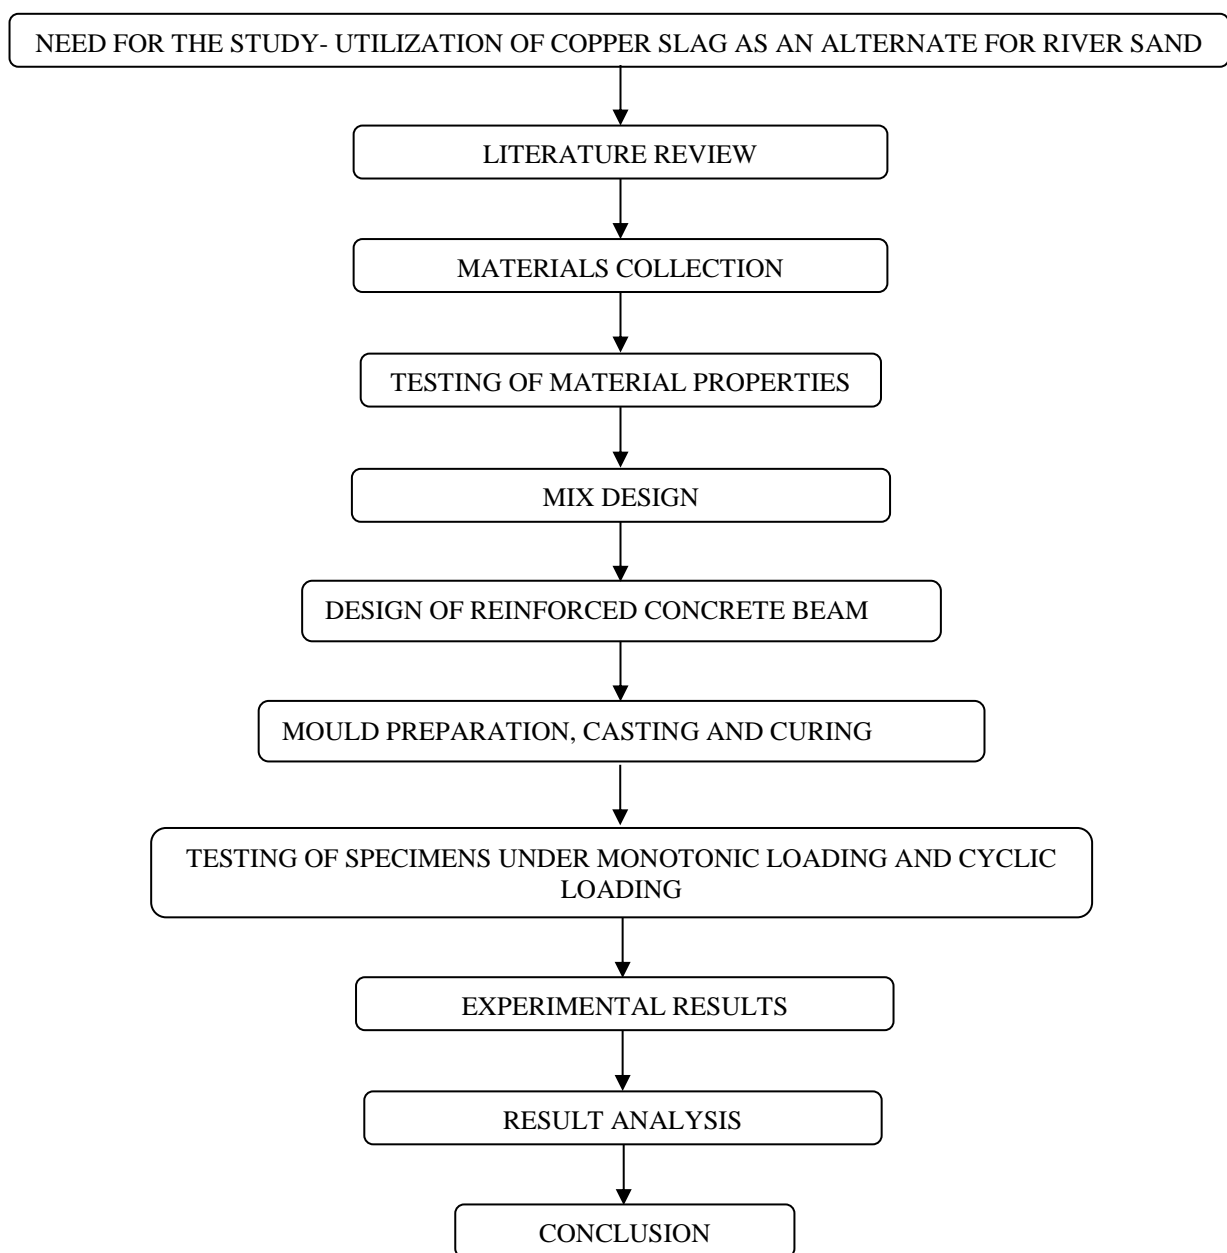 NEED FOR THE STUDY- UTILIZATION OF COPPER SLAG AS AN ALTERNATE FOR RIVER SAND
LITERATURE REVIEW
MATERIALS COLLECTION
TESTING OF MATERIAL PROPERTIES
MIX DESIGN
DESIGN OF REINFORCED CONCRETE BEAM
MOULD PREPARATION, CASTING AND CURING
TESTING OF SPECIMENS UNDER MONOTONIC LOADING AND CYCLIC
LOADING
EXPERIMENTAL RESULTS
RESULT ANALYSIS
CONCLUSION